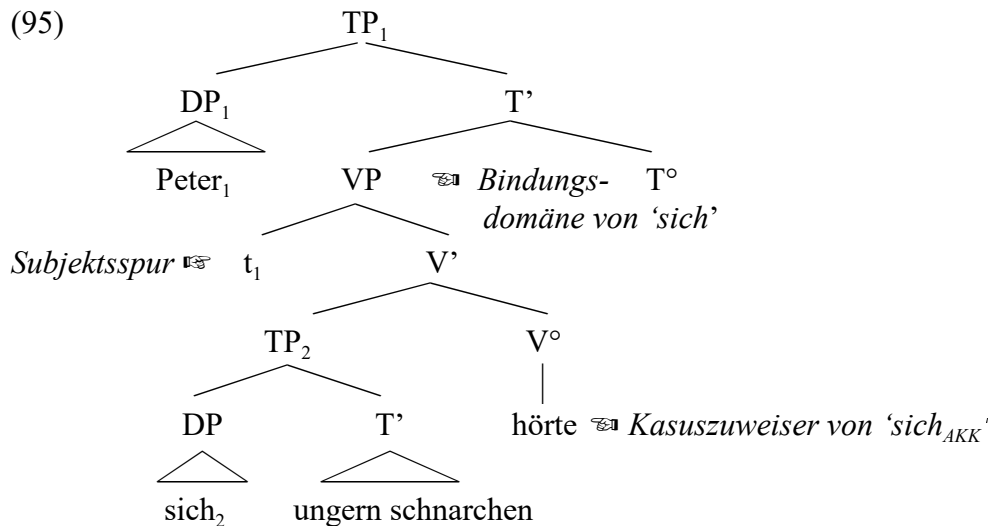 (95) TP₁
DP₁ T’
Peter₁ VP ☜ Bindungs- T°
domäne von ‘sich’
Subjektsspur ☞ t₁ V’
TP₂ V°
DP T’ hörte ☜ Kasuszuweiser von ‘sich_AKK’
sich₂ ungern schnarchen